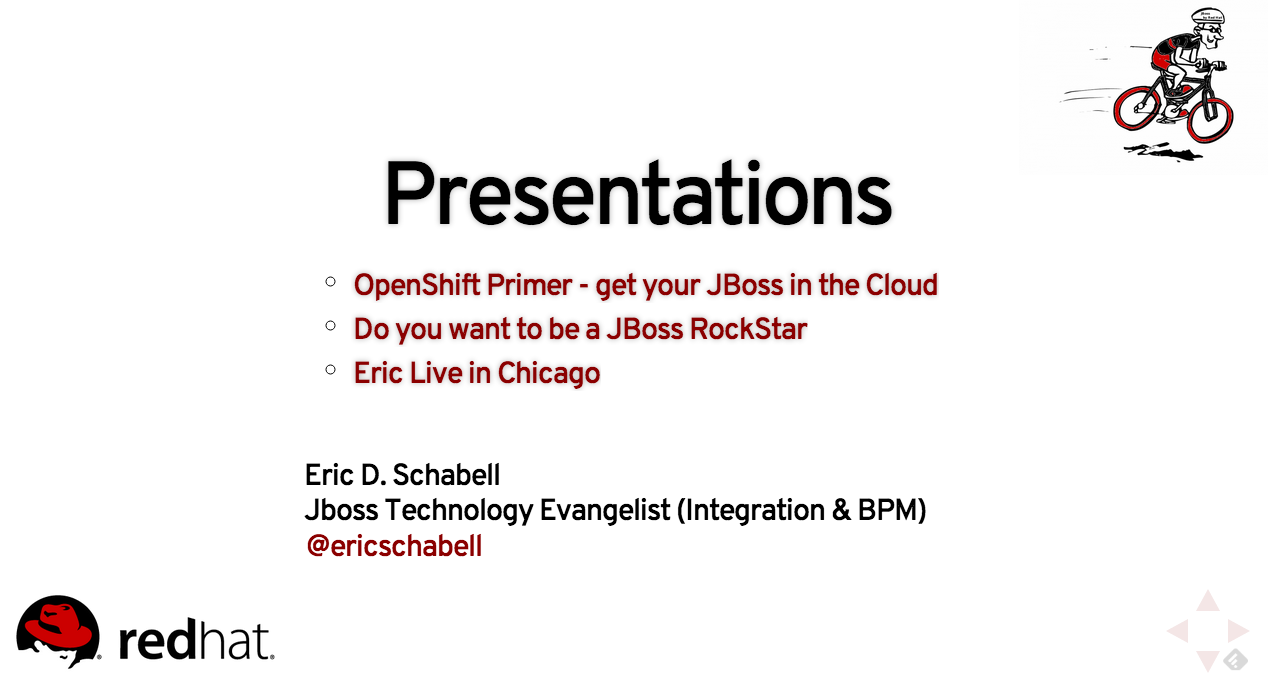 Presentations
OpenShift Primer - get your JBoss in the Cloud
Do you want to be a JBoss RockStar
Eric Live in Chicago
Eric D. Schabell
Jboss Technology Evangelist (Integration & BPM)
@ericschabell
redhat.